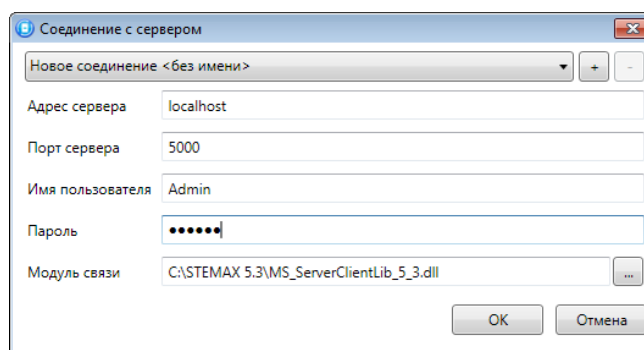 Соединение с сервером
Новое соединение <без имени>
+
-
Адрес сервера
localhost
Порт сервера
5000
Имя пользователя
Admin
Пароль
●●●●●●
Модуль связи
C:\STEMAX 5.3\MS_ServerClientLib_5_3.dll
...
OK
Отмена